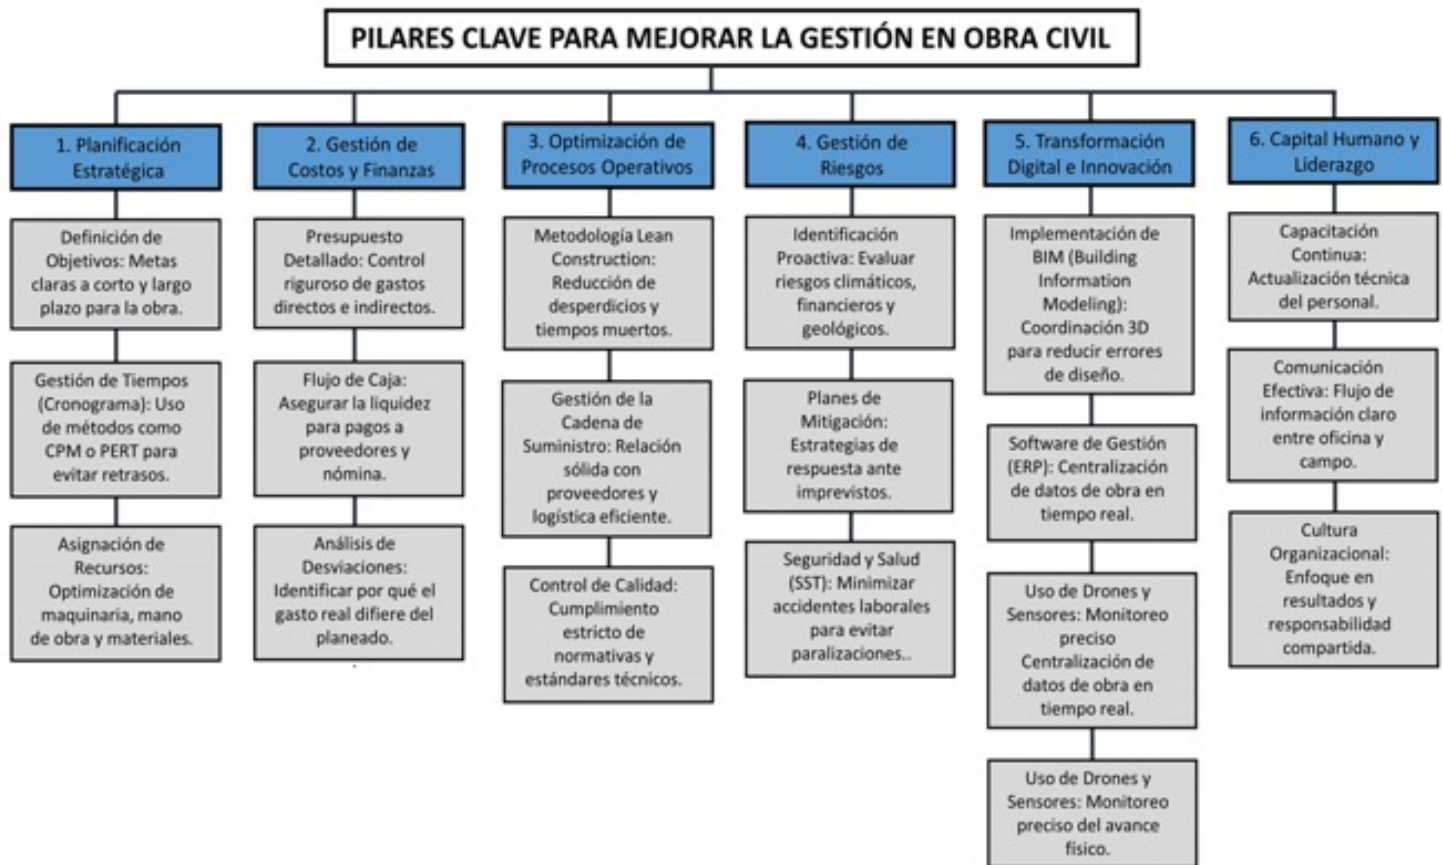 PILARES CLAVE PARA MEJORAR LA GESTIÓN EN OBRA CIVIL
1. Planificación
Estratégica
Definición de
Objetivos: Metas
claras a corto y largo
plazo para la obra.
Gestión de Tiempos
(Cronograma): Uso
de métodos como
CPM o PERT para
evitar retrasos.
Asignación de
Recursos:
Optimización de
maquinaria, mano
de obra y materiales.
2. Gestión de
Costos y Finanzas
Presupuesto
Detallado: Control
riguroso de gastos
directos e indirectos.
Flujo de Caja:
Asegurar la liquidez
para pagos a
proveedores y
nómina.
Análisis de
Desviaciones:
Identificar por qué el
gasto real difiere del
planeado.
.
3. Optimización de
Procesos Operativos
Metodología Lean
Construction:
Reducción de
desperdicios y
tiempos muertos.
Gestión de la
Cadena de
Suministro: Relación
sólida con
proveedores y
logística eficiente.
Control de Calidad:
Cumplimiento
estricto de
normativas y
estándares técnicos.
4. Gestión de
Riesgos
Identificación
Proactiva: Evaluar
riesgos climáticos,
financieros y
geológicos.
Planes de
Mitigación:
Estrategias de
respuesta ante
imprevistos.
Seguridad y Salud
(SST): Minimizar
accidentes laborales
para evitar
paralizaciones..
5. Transformación
Digital e Innovación
Implementación de
BIM (Building
Information
Modeling):
Coordinación 3D
para reducir errores
de diseño.
Software de Gestión
(ERP): Centralización
de datos de obra en
tiempo real.
Uso de Drones y
Sensores: Monitoreo
preciso
Centralización de
datos de obra en
tiempo real.
Uso de Drones y
Sensores: Monitoreo
preciso del avance
físico.
6. Capital Humano y
Liderazgo
Capacitación
Continua:
Actualización técnica
del personal.
Comunicación
Efectiva: Flujo de
información claro
entre oficina y
campo.
Cultura
Organizacional:
Enfoque en
resultados y
responsabilidad
compartida.